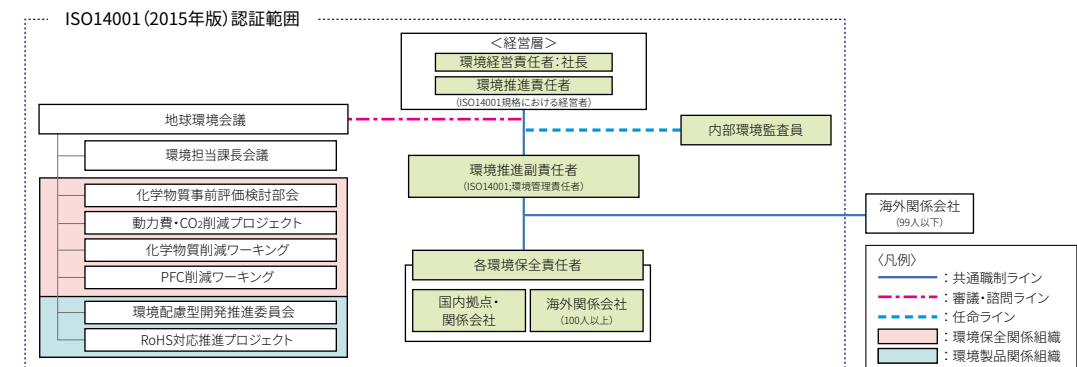 ISO14001（2015年版）認証範囲
＜経営層＞
環境経営責任者：社長
環境推進責任者
（ISO14001規格における経営者）
地球環境会議
内部環境監査員
環境担当課長会議
環境推進副責任者
（ISO14001;環境管理責任者）
化学物質事前評価検討部会
動力費・CO2削減プロジェクト
化学物質削減ワーキング
PFC削減ワーキング
環境配慮型開発推進委員会
RoHS対応推進プロジェクト
海外関係会社
（99人以下）
各環境保全責任者
国内拠点・
関係会社
海外関係会社
（100人以上）
〈凡例〉
：共通職制ライン
：審議・諮問ライン
：任命ライン
：環境保全関係組織
：環境製品関係組織